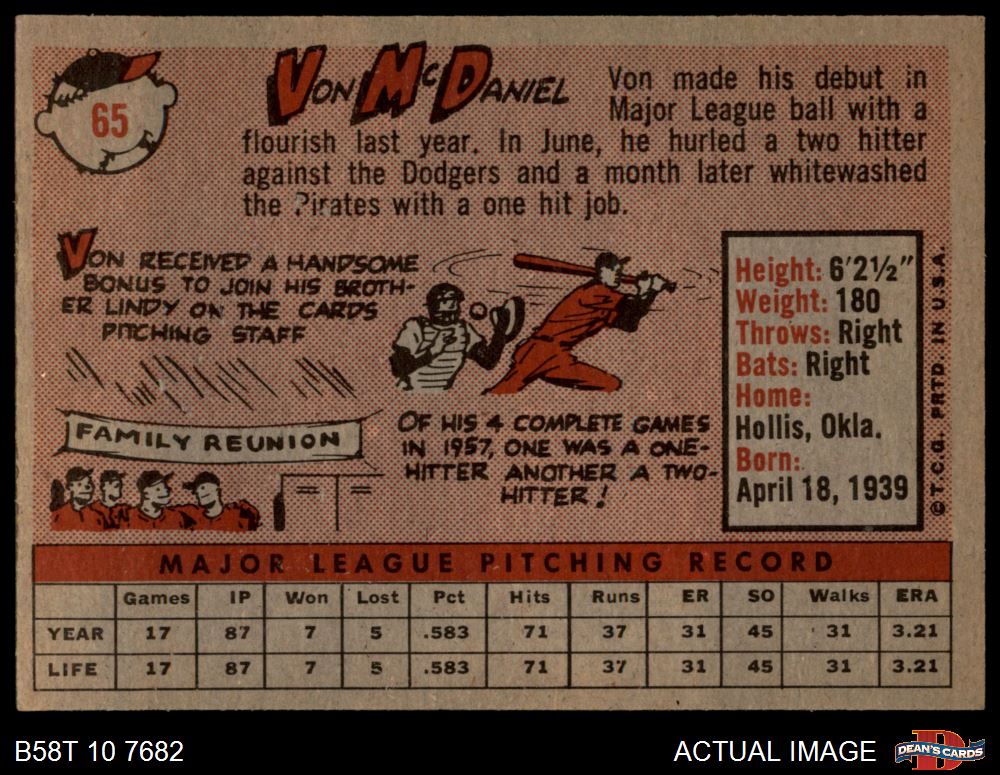 65
VON McDANIEL
Von made his debut in
Major League ball with a
flourish last year. In June, he hurled a two hitter
against the Dodgers and a month later whitewashed
the Pirates with a one hit job.
VON RECEIVED A HANDSOME
BONUS TO JOIN HIS BROTH-
ER LINDY ON THE CARDS
PITCHING STAFF
FAMILY REUNION
OF HIS 4 COMPLETE GAMES
IN 1957, ONE WAS A ONE-
HITTER ANOTHER A TWO-
HITTER!
Height: 6'2½"
Weight: 180
Throws: Right
Bats: Right
Home:
Hollis, Okla.
Born:
April 18, 1939
© T.C.G. PRTD. IN U.S.A.
MAJOR LEAGUE PITCHING RECORD
Games IP Won Lost Pct Hits Runs ER SO Walks ERA
YEAR 17 87 7 5 .583 71 37 31 45 31 3.21
LIFE 17 87 7 5 .583 71 37 31 45 31 3.21
B58T 10 7682
ACTUAL IMAGE
D
DEAN'S CARDS